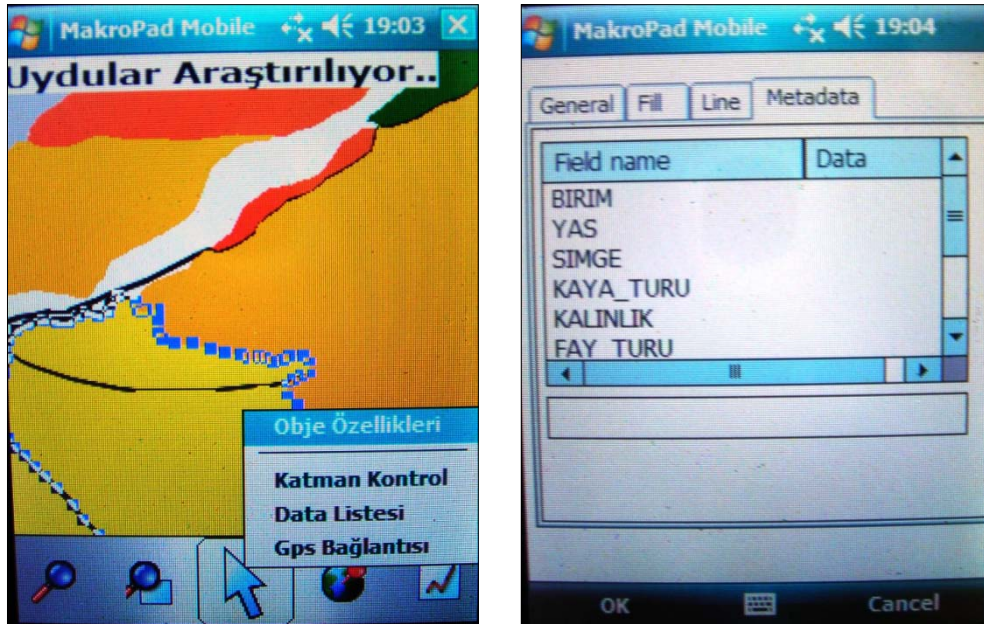 MakroPad Mobile 19:03
Uydular Araştırılıyor..
Obje Özellikleri
Katman Kontrol
Data Listesi
Gps Bağlantısı
MakroPad Mobile 19:04
General Fill Line Metadata
Field name Data
BIRIM
YAS
SIMGE
KAYA_TURU
KALINLIK
FAY_TURU
OK Cancel